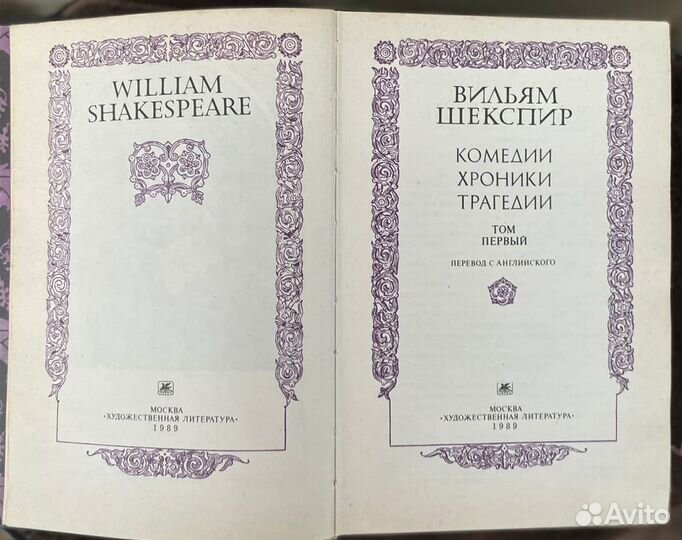 WILLIAM
SHAKESPEARE
МОСКВА
«ХУДОЖЕСТВЕННАЯ ЛИТЕРАТУРА»
1989
ВИЛЬЯМ
ШЕКСПИР
КОМЕДИИ
ХРОНИКИ
ТРАГЕДИИ
ТОМ
ПЕРВЫЙ
ПЕРЕВОД С АНГЛИЙСКОГО
МОСКВА
«ХУДОЖЕСТВЕННАЯ ЛИТЕРАТУРА»
1989
Avito